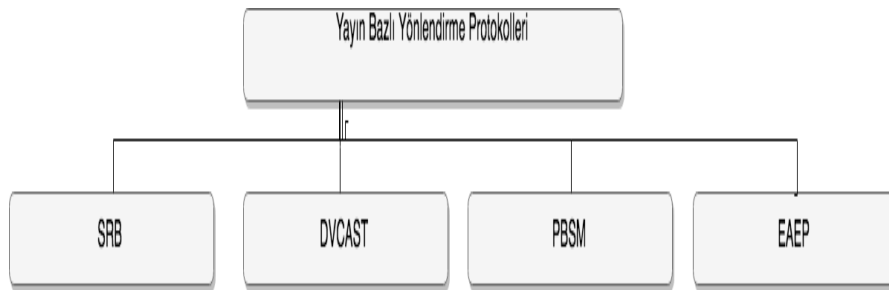 Yayın Bazlı Yönlendirme Protokolleri
SRB
DVCAST
PBSM
EAEP